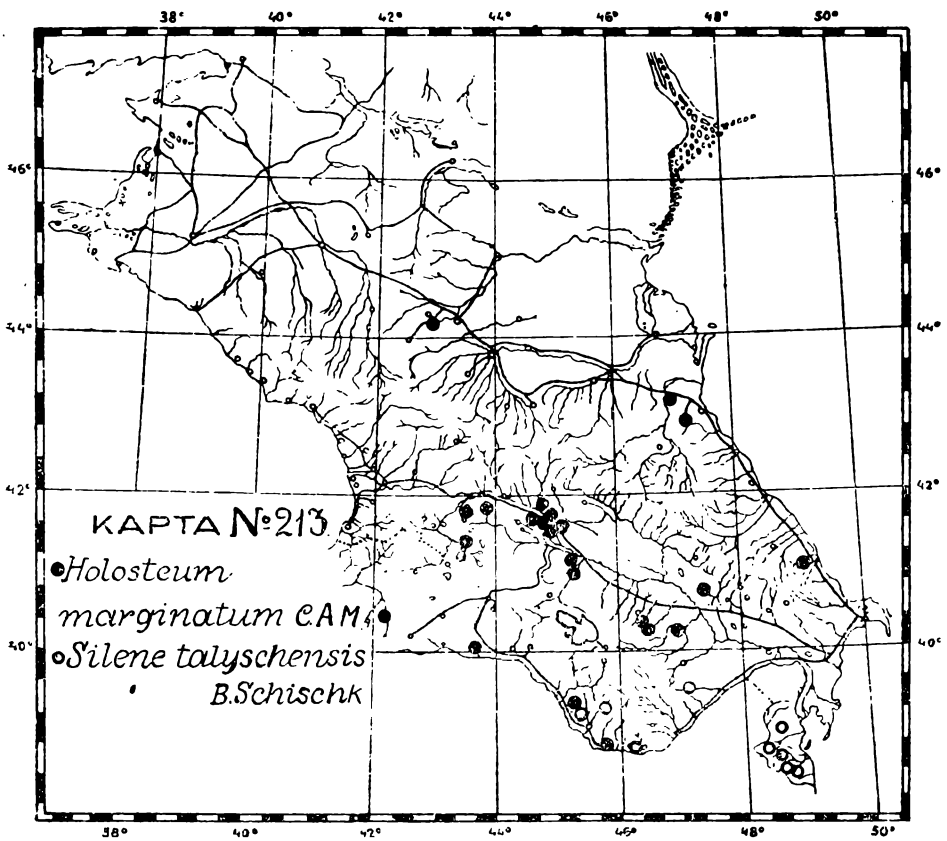 38° 40° 42° 44° 46° 48° 50°
46° 46°
44° 44°
42° 42°
КАРТА №213
Holosteum
marginatum C.A.M.
40° 40°
Silene talyschensis
B.Schischk
38° 40° 42° 44° 46° 48° 50°